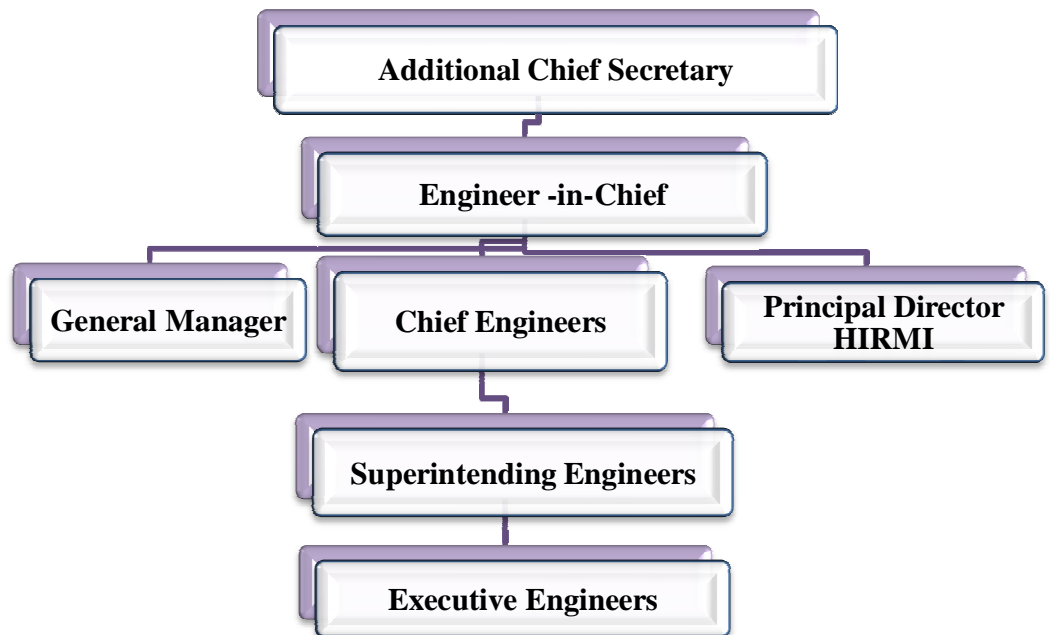 Additional Chief Secretary
Engineer -in-Chief
General Manager
Chief Engineers
Principal Director
HIRMI
Superintending Engineers
Executive Engineers